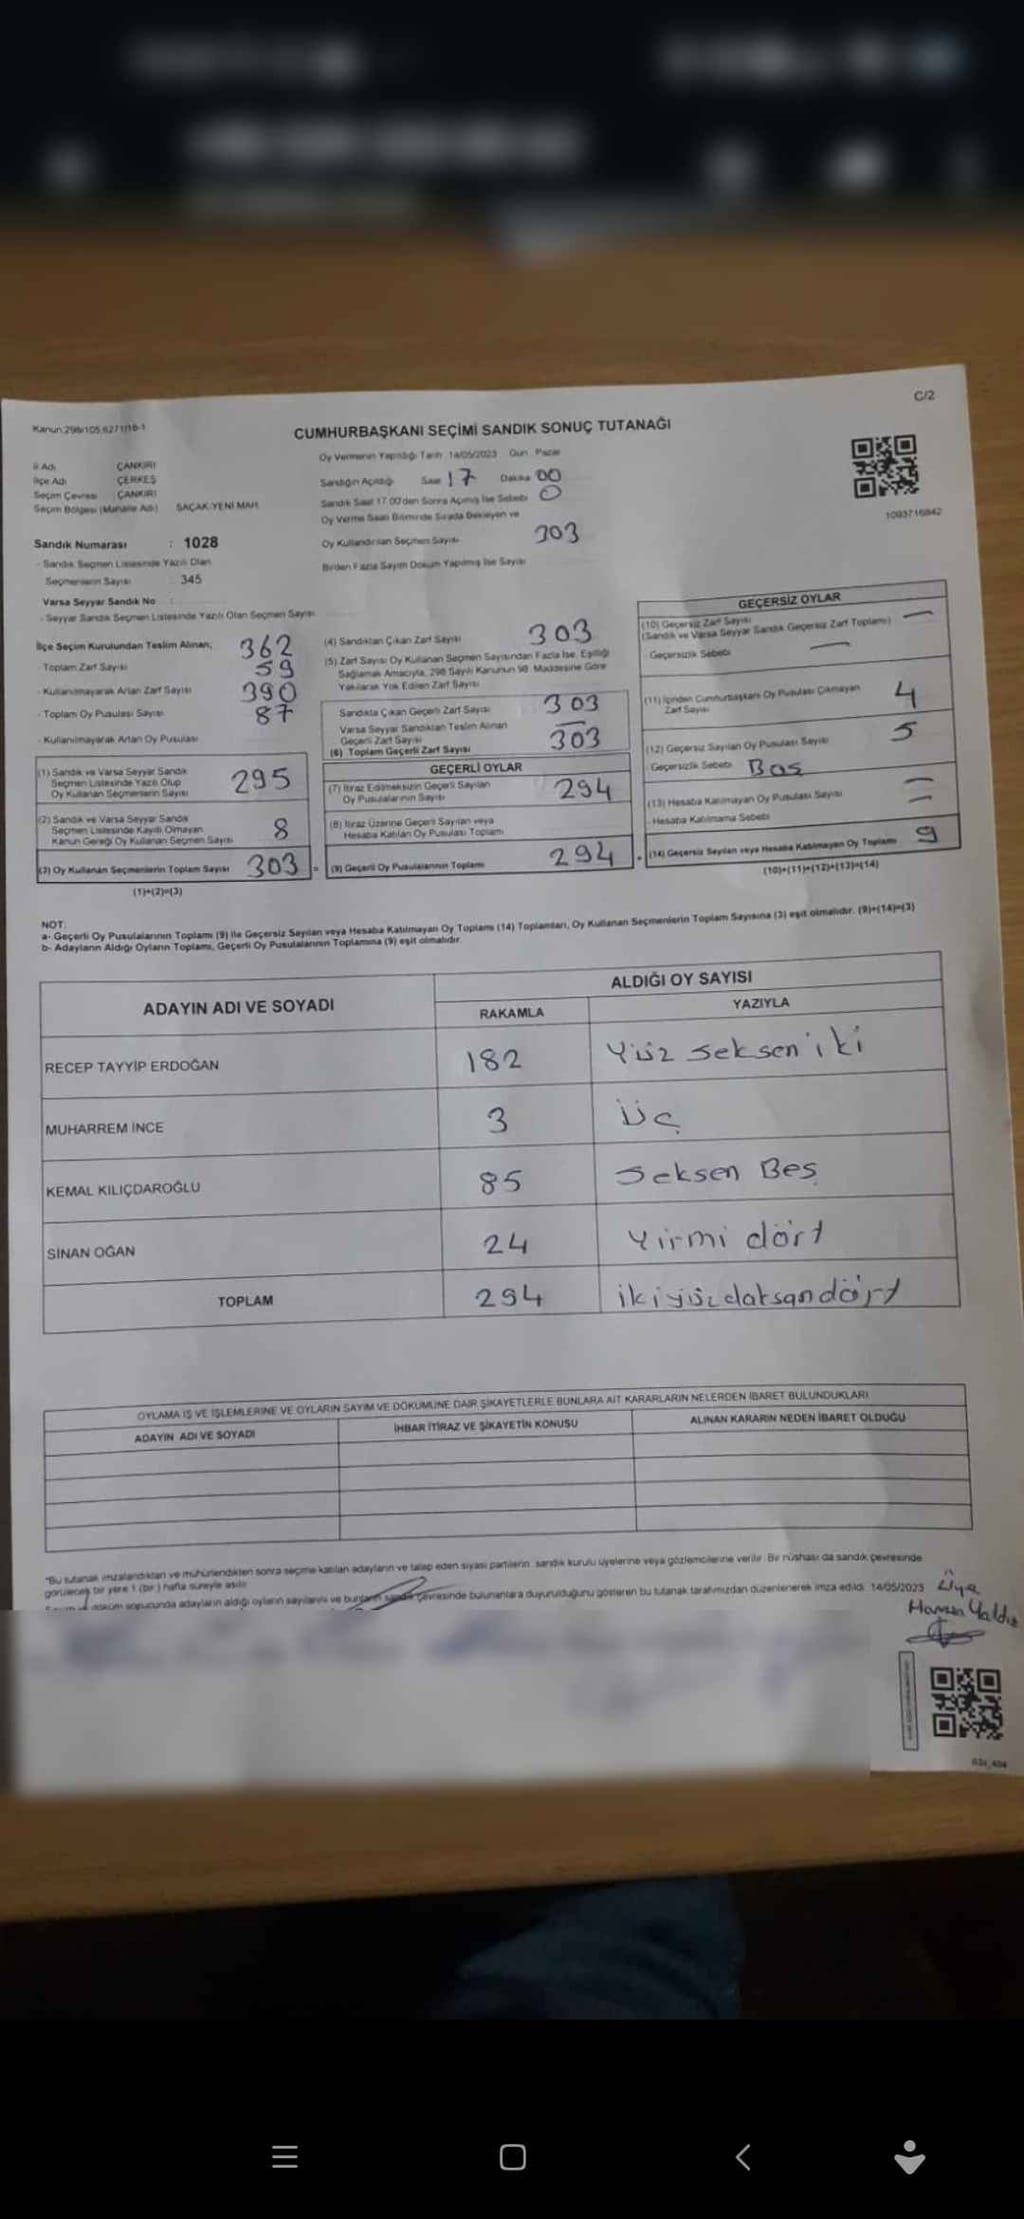 C/2
Kanun:298/105,6271/18-1
CUMHURBAŞKANI SEÇİMİ SANDIK SONUÇ TUTANAĞI
İl Adı ÇANKIRI
İlçe Adı ÇERKEŞ
Seçim Çevresi ÇANKIRI
Seçim Bölgesi (Mahalle Adı) SAÇAK YENİ MAH.
Oy Vermenin Yapıldığı Tarih 14/05/2023 Gün Pazar
Sandığın Açıldığı Saat 17 Dakika 00
Sandık Saat 17.00'den Sonra Açılmış İse Sebebi 0
Oy Verme Saati Bitiminde Sırada Bekleyen ve
Oy Kullandırılan Seçmen Sayısı 303
Birden Fazla Sayım Döküm Yapılmış İse Sayısı
1093716842
Sandık Numarası : 1028
- Sandık Seçmen Listesinde Yazılı Olan
Seçmenlerin Sayısı 345
Varsa Seyyar Sandık No :
- Seyyar Sandık Seçmen Listesinde Yazılı Olan Seçmen Sayısı
İlçe Seçim Kurulundan Teslim Alınan; 362
- Toplam Zarf Sayısı 59
- Kullanılmayarak Artan Zarf Sayısı 390
- Toplam Oy Pusulası Sayısı 87
- Kullanılmayarak Artan Oy Pusulası
(1) Sandık ve Varsa Seyyar Sandık
Seçmen Listesinde Yazılı Olup
Oy Kullanan Seçmenlerin Sayısı 295
(2) Sandık ve Varsa Seyyar Sandık
Seçmen Listesinde Kayıtlı Olmayan
Kanun Gereği Oy Kullanan Seçmen Sayısı 8
(3) Oy Kullanan Seçmenlerin Toplam Sayısı 303 =
(1)+(2)=(3)
(4) Sandıktan Çıkan Zarf Sayısı 303
(5) Zarf Sayısı Oy Kullanan Seçmen Sayısından Fazla İse, Eşitliği
Sağlamak Amacıyla, 298 Sayılı Kanunun 98. Maddesine Göre
Yakılarak Yok Edilen Zarf Sayısı
Sandıkta Çıkan Geçerli Zarf Sayısı 303
Varsa Seyyar Sandıktan Teslim Alınan
Geçerli Zarf Sayısı —
(6) Toplam Geçerli Zarf Sayısı 303
GEÇERLİ OYLAR
(7) İtiraz Edilmeksizin Geçerli Sayılan
Oy Pusulalarının Sayısı 294
(8) İtiraz Üzerine Geçerli Sayılan veya
Hesaba Katılan Oy Pusulası Toplamı
(9) Geçerli Oy Pusulalarının Toplamı 294 +
GEÇERSİZ OYLAR
(10) Geçersiz Zarf Sayısı —
(Sandık ve Varsa Seyyar Sandık Geçersiz Zarf Toplamı)
Geçersizlik Sebebi —
(11) İçinden Cumhurbaşkanı Oy Pusulası Çıkmayan
Zarf Sayısı 4
(12) Geçersiz Sayılan Oy Pusulası Sayısı 5
Geçersizlik Sebebi Boş
(13) Hesaba Katılmayan Oy Pusulası Sayısı —
- Hesaba Katılmama Sebebi —
(14) Geçersiz Sayılan veya Hesaba Katılmayan Oy Toplamı 9
(10)+(11)+(12)+(13)=(14)
NOT:
a- Geçerli Oy Pusulalarının Toplamı (9) ile Geçersiz Sayılan veya Hesaba Katılmayan Oy Toplamı (14) Toplamları, Oy Kullanan Seçmenlerin Toplam Sayısına (3) eşit olmalıdır. (9)+(14)=(3)
b- Adayların Aldığı Oyların Toplamı, Geçerli Oy Pusulalarının Toplamına (9) eşit olmalıdır.
ADAYIN ADI VE SOYADI
ALDIĞI OY SAYISI
RAKAMLA YAZIYLA
RECEP TAYYİP ERDOĞAN 182 Yüz seksen iki
MUHARREM İNCE 3 Üç
KEMAL KILIÇDAROĞLU 85 Seksen Beş
SİNAN OĞAN 24 Yirmi dört
TOPLAM 294 ikiyüzdoksandört
OYLAMA İŞ VE İŞLEMLERİNE VE OYLARIN SAYIM VE DÖKÜMÜNE DAİR ŞİKAYETLERLE BUNLARA AİT KARARLARIN NELERDEN İBARET BULUNDUKLARI
ADAYIN ADI VE SOYADI İHBAR İTİRAZ VE ŞİKAYETİN KONUSU ALINAN KARARIN NEDEN İBARET OLDUĞU
*Bu tutanak imzalandıktan ve mühürlendikten sonra seçime katılan adayların ve talep eden siyasi partilerin, sandık kurulu üyelerine veya gözlemcilerine verilir. Bir nüshası da sandık çevresinde
görülecek bir yere 1 (bir) hafta süreyle asılır.
döküm sonucunda adayların aldığı oyların sayılarını ve bunların sandık çevresinde bulunanlara duyurulduğunu gösteren bu tutanak tarafımızdan düzenlenerek imza edildi. 14/05/2023
Üye